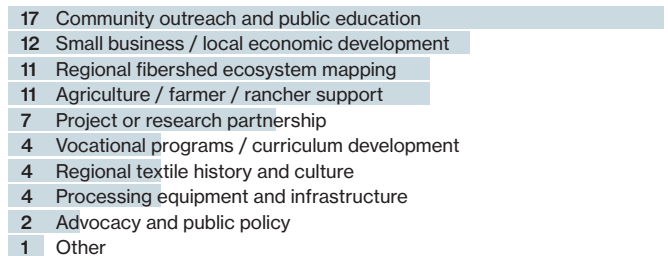 17 Community outreach and public education
12 Small business / local economic development
11 Regional fibershed ecosystem mapping
11 Agriculture / farmer / rancher support
7 Project or research partnership
4 Vocational programs / curriculum development
4 Regional textile history and culture
4 Processing equipment and infrastructure
2 Advocacy and public policy
1 Other